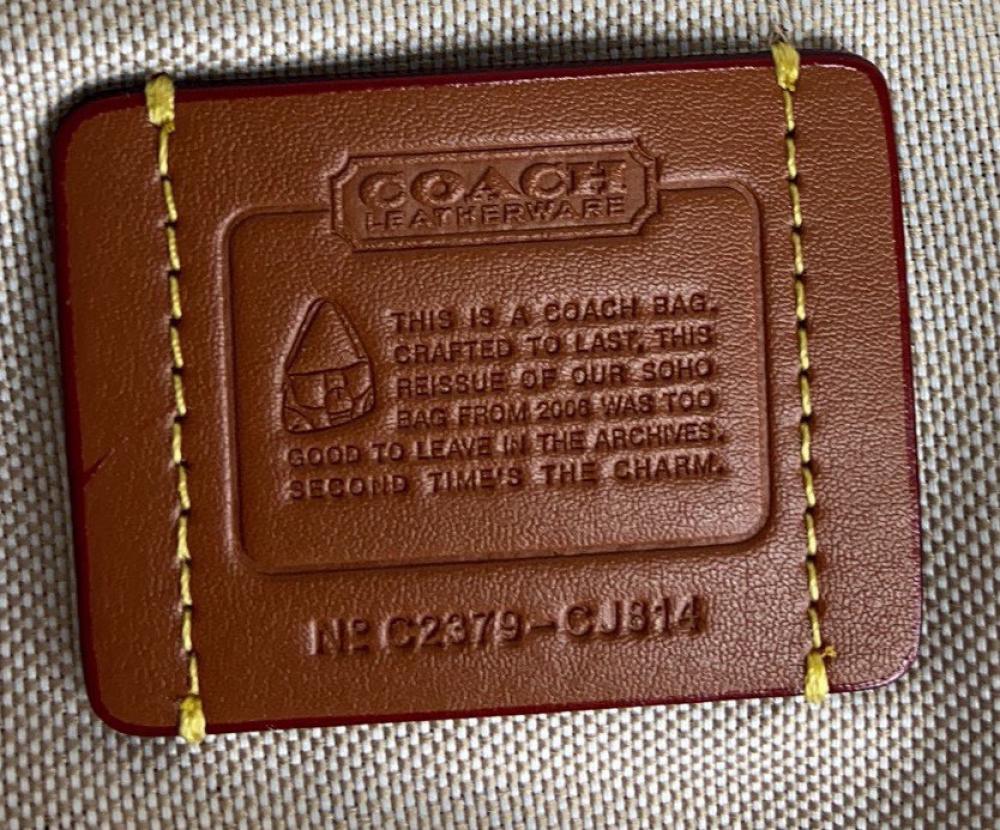 COACH
LEATHERWARE
THIS IS A COACH BAG.
CRAFTED TO LAST, THIS
REISSUE OF OUR SOHO
BAG FROM 2006 WAS TOO
GOOD TO LEAVE IN THE ARCHIVES.
SECOND TIME'S THE CHARM.
Nº C2379-CJ814